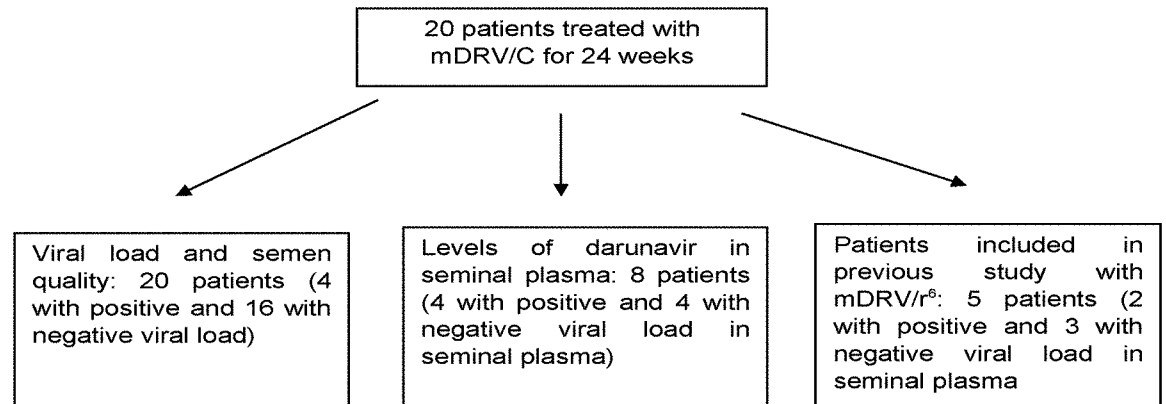 20 patients treated with
mDRV/C for 24 weeks
Viral load and semen
quality: 20 patients (4
with positive and 16 with
negative viral load)
Levels of darunavir in
seminal plasma: 8 patients
(4 with positive and 4 with
negative viral load in
seminal plasma)
Patients included in
previous study with
mDRV/r⁶: 5 patients (2
with positive and 3 with
negative viral load in
seminal plasma